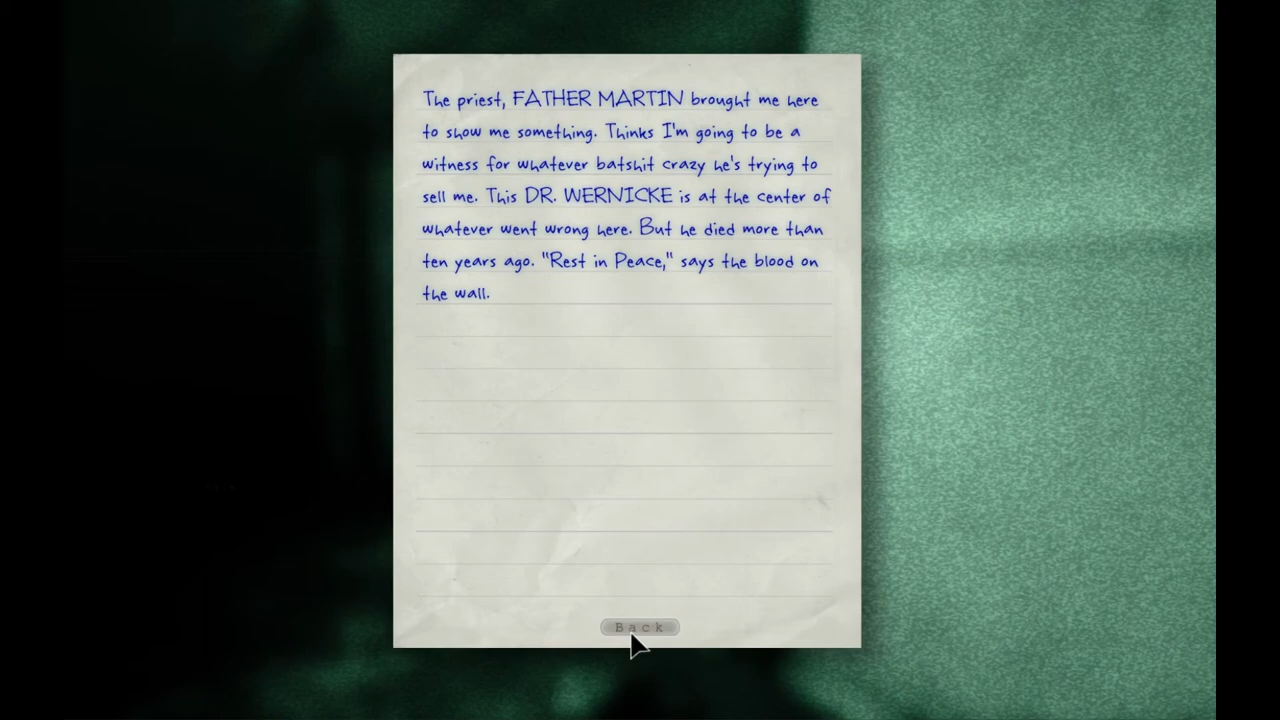 The priest, FATHER MARTIN brought me here
to show me something. Thinks I'm going to be a
witness for whatever batshit crazy he's trying to
sell me. This DR. WERNICKE is at the center of
whatever went wrong here. But he died more than
ten years ago. "Rest in Peace," says the blood on
the wall.
Back